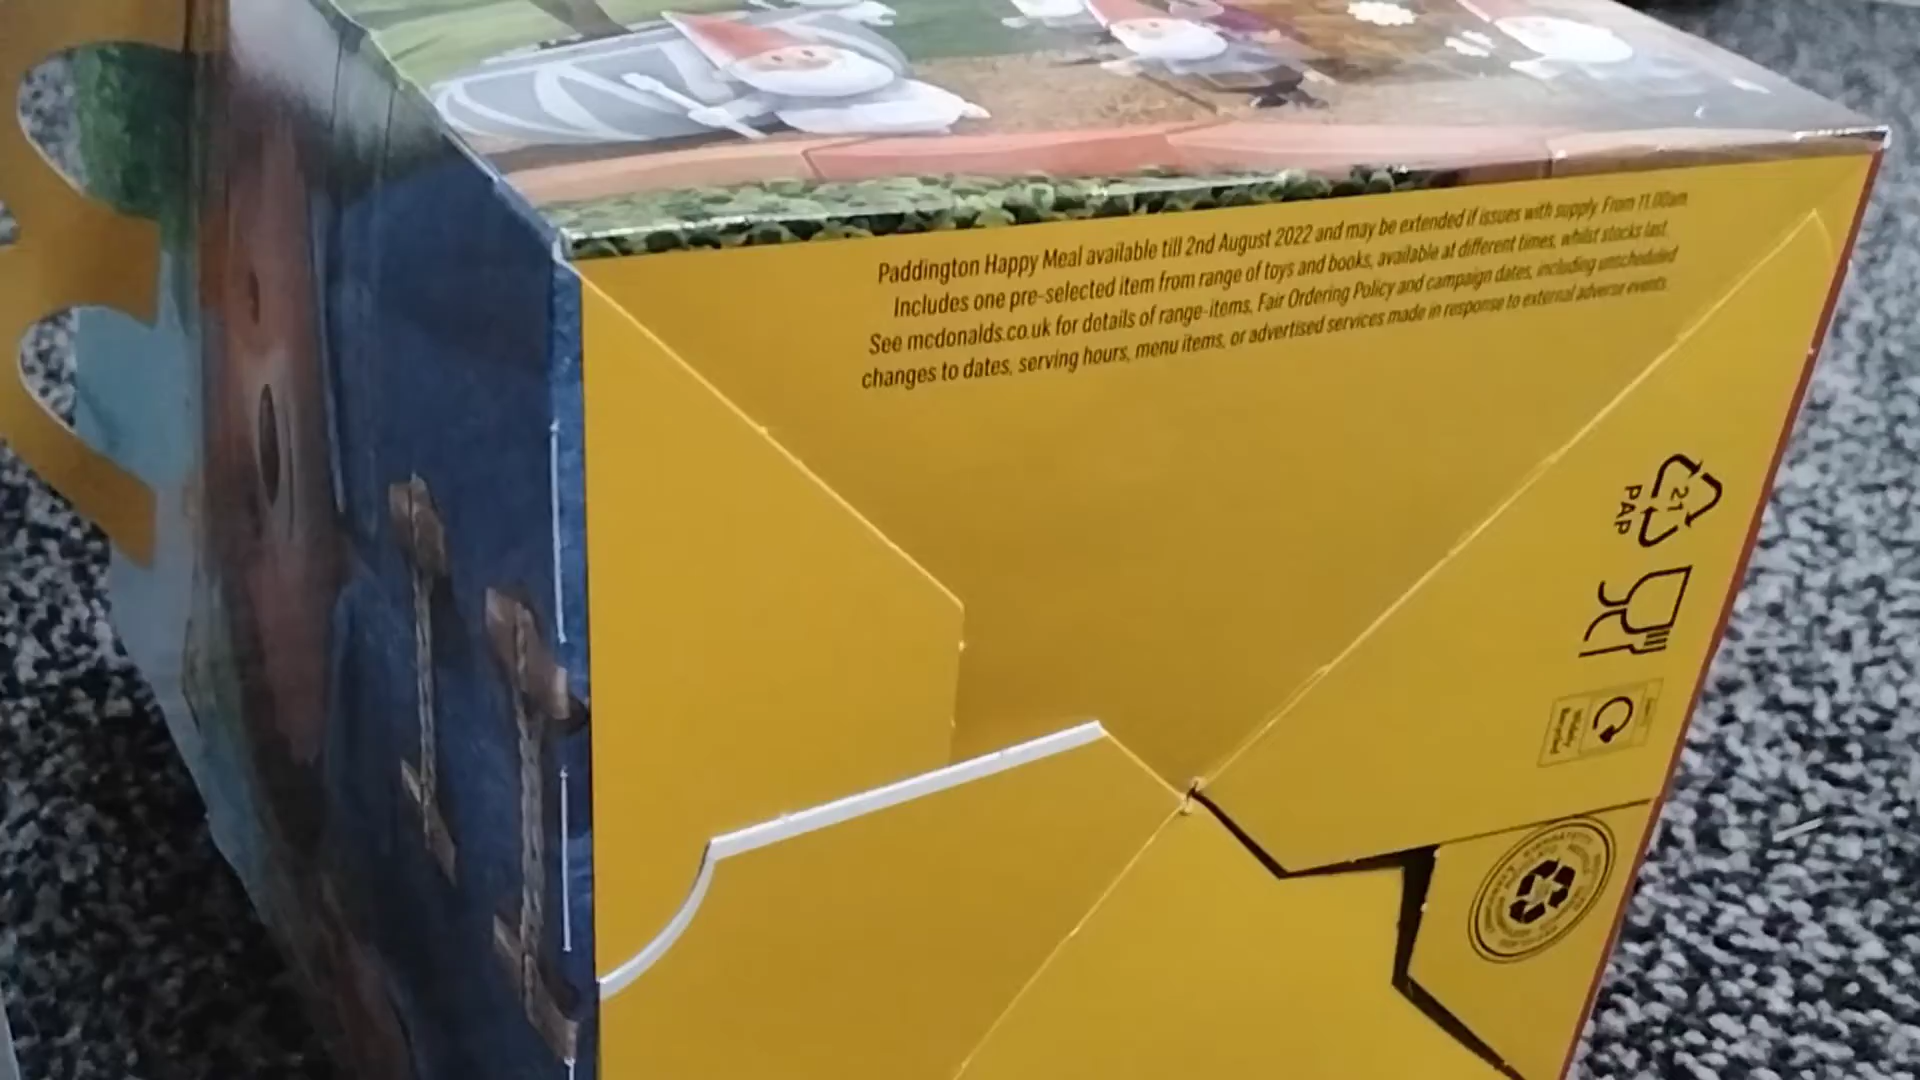 Paddington Happy Meal available till 2nd August 2022 and may be extended if issues with supply. From 11.00am
Includes one pre-selected item from range of toys and books, available at different times, whilst stocks last.
See mcdonalds.co.uk for details of range-items, Fair Ordering Policy and campaign dates, including unscheduled
changes to dates, serving hours, menu items, or advertised services made in response to external adverse events.
21
PAP